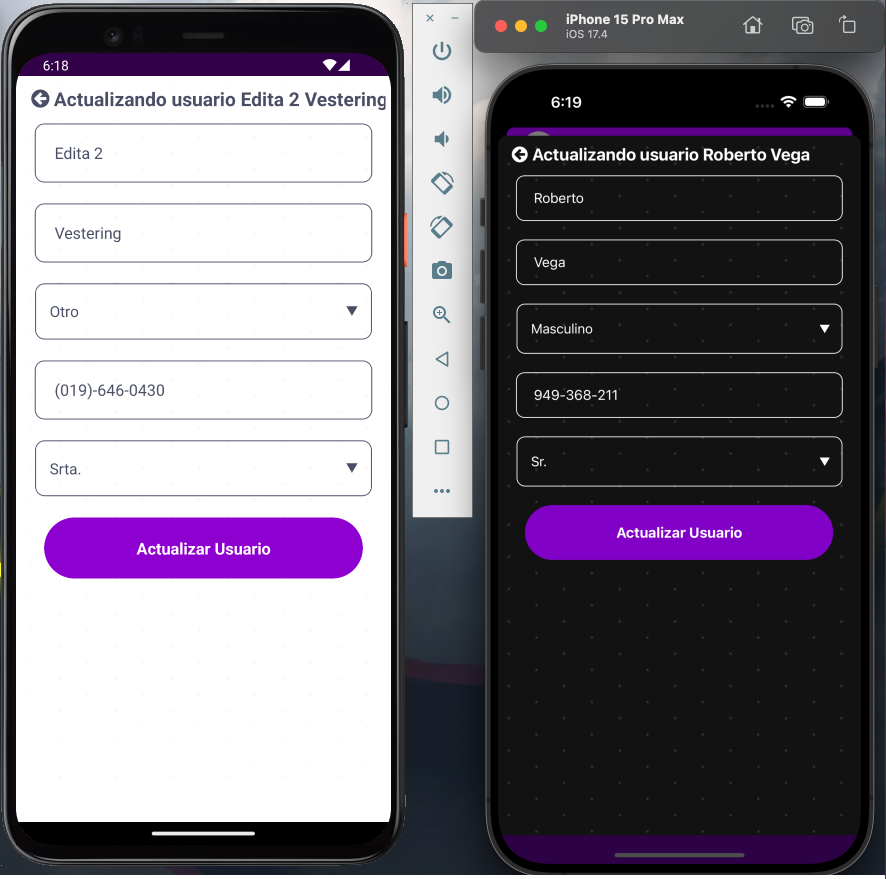 6:18
Actualizando usuario Edita 2 Vestering
Edita 2
Vestering
Otro
(019)-646-0430
Srta.
Actualizar Usuario
iPhone 15 Pro Max
iOS 17.4
6:19
Actualizando usuario Roberto Vega
Roberto
Vega
Masculino
949-368-211
Sr.
Actualizar Usuario